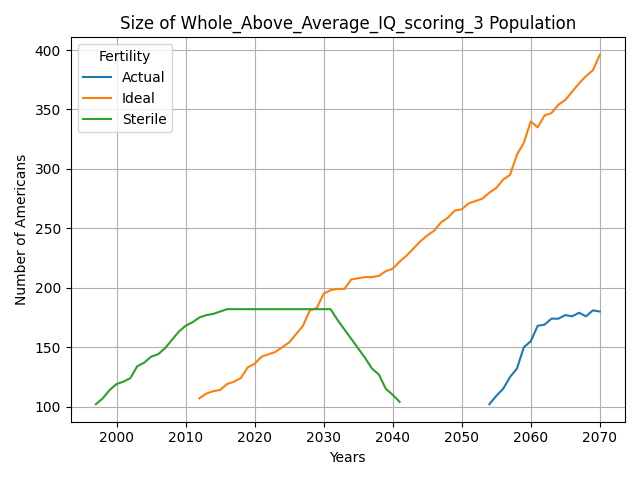 Size of Whole_Above_Average_IQ_scoring_3 Population
Number of Americans
400
350
300
250
200
150
100
Fertility
Actual
Ideal
Sterile
2000 2010 2020 2030 2040 2050 2060 2070
Years